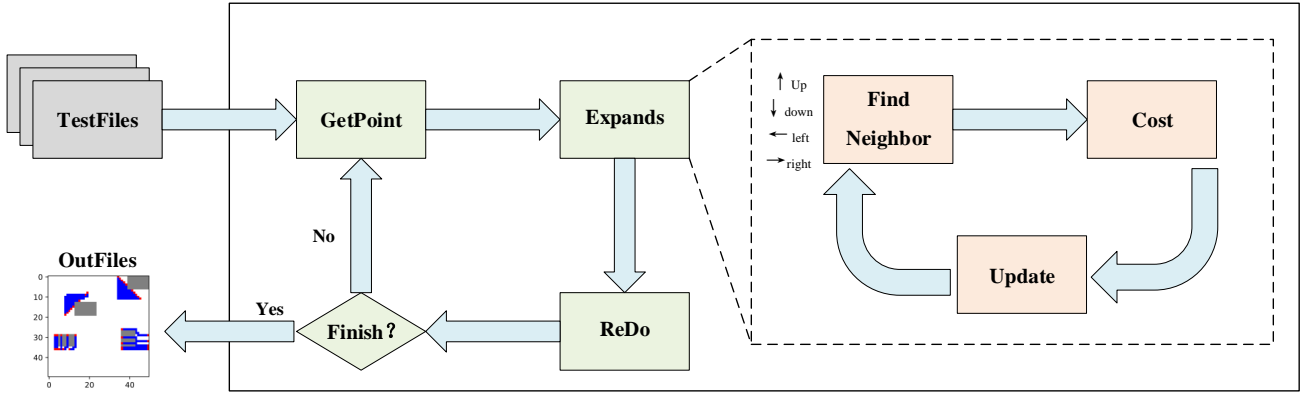 TestFiles
GetPoint
Expands
Up
down
left
right
Find
Neighbor
Cost
No
Update
OutFiles
Yes
Finish？
ReDo
0
10
20
30
40
0
20
40